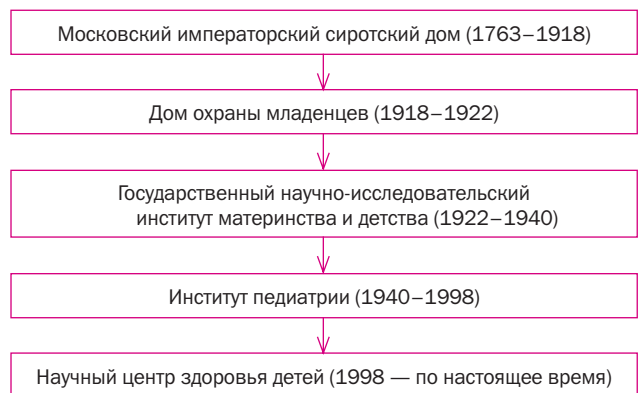 Московский императорский сиротский дом (1763–1918)
Дом охраны младенцев (1918–1922)
Государственный научно-исследовательский
институт материнства и детства (1922–1940)
Институт педиатрии (1940–1998)
Научный центр здоровья детей (1998 — по настоящее время)